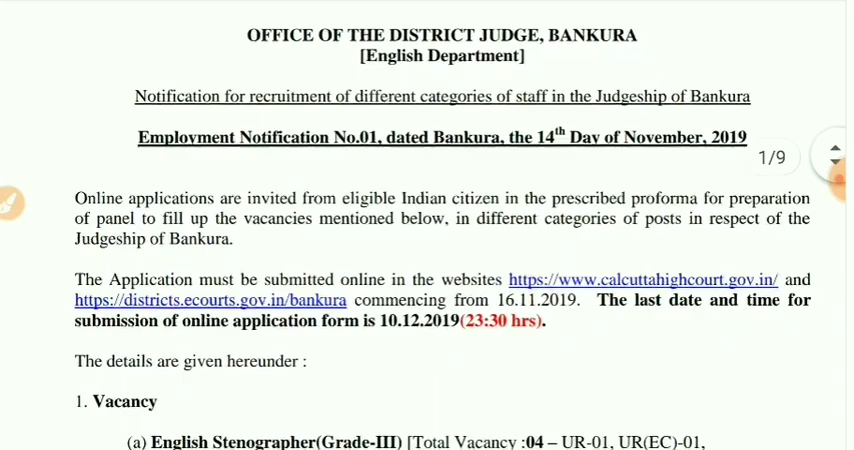 OFFICE OF THE DISTRICT JUDGE, BANKURA
[English Department]
Notification for recruitment of different categories of staff in the Judgeship of Bankura
Employment Notification No.01, dated Bankura, the 14th Day of November, 2019
1/9
Online applications are invited from eligible Indian citizen in the prescribed proforma for preparation
of panel to fill up the vacancies mentioned below, in different categories of posts in respect of the
Judgeship of Bankura.
The Application must be submitted online in the websites https://www.calcuttahighcourt.gov.in/ and
https://districts.ecourts.gov.in/bankura commencing from 16.11.2019. The last date and time for
submission of online application form is 10.12.2019(23:30 hrs).
The details are given hereunder :
1. Vacancy
(a) English Stenographer(Grade-III) [Total Vacancy :04 – UR-01, UR(EC)-01,